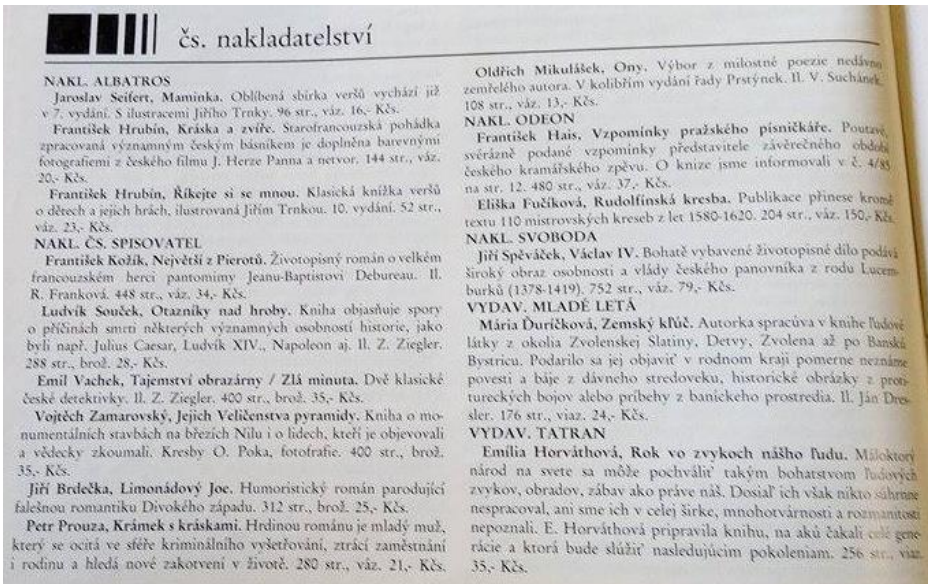 čs. nakladatelství
NAKL. ALBATROS
Jaroslav Seifert, Maminka. Oblíbená sbírka veršů vychází již
v 7. vydání. S ilustracemi Jiřího Trnky. 96 str., váz. 16,- Kčs.
František Hrubín, Kráska a zvíře. Starofrancouzská pohádka
zpracovaná významným českým básníkem je doplněna barevnými
fotografiemi z českého filmu J. Herze Panna a netvor. 144 str., váz.
20,- Kčs.
František Hrubín, Říkejte si se mnou. Klasická knížka veršů
o dětech a jejich hrách, ilustrovaná Jiřím Trnkou. 10. vydání. 52 str.,
váz. 23,- Kčs.
NAKL. ČS. SPISOVATEL
František Kožík, Největší z Pierotů. Životopisný román o velkém
francouzském herci pantomimy Jeanu-Baptistovi Debureau. Il.
R. Franková. 448 str., váz. 34,- Kčs.
Ludvík Souček, Otazníky nad hroby. Kniha objasňuje spory
o příčinách smrti některých významných osobností historie, jako
byli např. Julius Caesar, Ludvík XIV., Napoleon aj. Il. Z. Ziegler.
288 str., brož. 28,- Kčs.
Emil Vachek, Tajemství obrazárny / Zlá minuta. Dvě klasické
české detektivky. Il. Z. Ziegler. 400 str., brož. 35,- Kčs.
Vojtěch Zamarovský, Jejich Veličenstva pyramidy. Kniha o mo-
numentálních stavbách na březích Nilu i o lidech, kteří je objevovali
a vědecky zkoumali. Kresby O. Poka, fotografie. 400 str., brož.
35,- Kčs.
Jiří Brdečka, Limonádový Joe. Humoristický román parodující
falešnou romantiku Divokého západu. 312 str., brož. 25,- Kčs.
Petr Prouza, Krámek s kráskami. Hrdinou románu je mladý muž,
který se ocitá ve sféře kriminálního vyšetřování, ztrácí zaměstnání
i rodinu a hledá nové zakotvení v životě. 280 str., váz. 21,- Kčs.
Oldřich Mikulášek, Ony. Výbor z milostné poezie nedávno
zemřelého autora. V kolibřím vydání řady Prstýnek. Il. V. Suchánek.
108 str., váz. 13,- Kčs.
NAKL. ODEON
František Hais, Vzpomínky pražského písničkáře. Poutavé,
svérázně podané vzpomínky představitele závěrečného období
českého kramářského zpěvu. O knize jsme informovali v č. 4/85
na str. 12. 480 str., váz. 37,- Kčs.
Eliška Fučíková, Rudolfinská kresba. Publikace přinese kromě
textu 110 mistrovských kreseb z let 1580-1620. 204 str., váz. 150,- Kčs.
NAKL. SVOBODA
Jiří Spěváček, Václav IV. Bohatě vybavené životopisné dílo podává
široký obraz osobnosti a vlády českého panovníka z rodu Lucem-
burků (1378-1419). 752 str., váz. 79,- Kčs.
VYDAV. MLADÉ LETÁ
Mária Ďuríčková, Zemský kľúč. Autorka spracúva v knihe ľudové
látky z okolia Zvolenskej Slatiny, Detvy, Zvolena až po Banskú
Bystricu. Podarilo sa jej objaviť v rodnom kraji pomerne neznáme
povesti a báje z dávneho stredoveku, historické obrázky z proti-
tureckých bojov alebo príbehy z banického prostredia. Il. Ján Dres-
sler. 176 str., viaz. 24,- Kčs.
VYDAV. TATRAN
Emília Horváthová, Rok vo zvykoch nášho ľudu. Máloktorý
národ na svete sa môže pochváliť takým bohatstvom ľudových
zvykov, obradov, zábav ako práve náš. Dosiaľ ich však nikto súhrnne
nespracoval, ani sme ich v celej šírke, mnohotvárnosti a rozmanitosti
nepoznali. E. Horváthová pripravila knihu, na akú čakali celé gene-
rácie a ktorá bude slúžiť nasledujúcim pokoleniam. 256 str., viaz.
35,- Kčs.